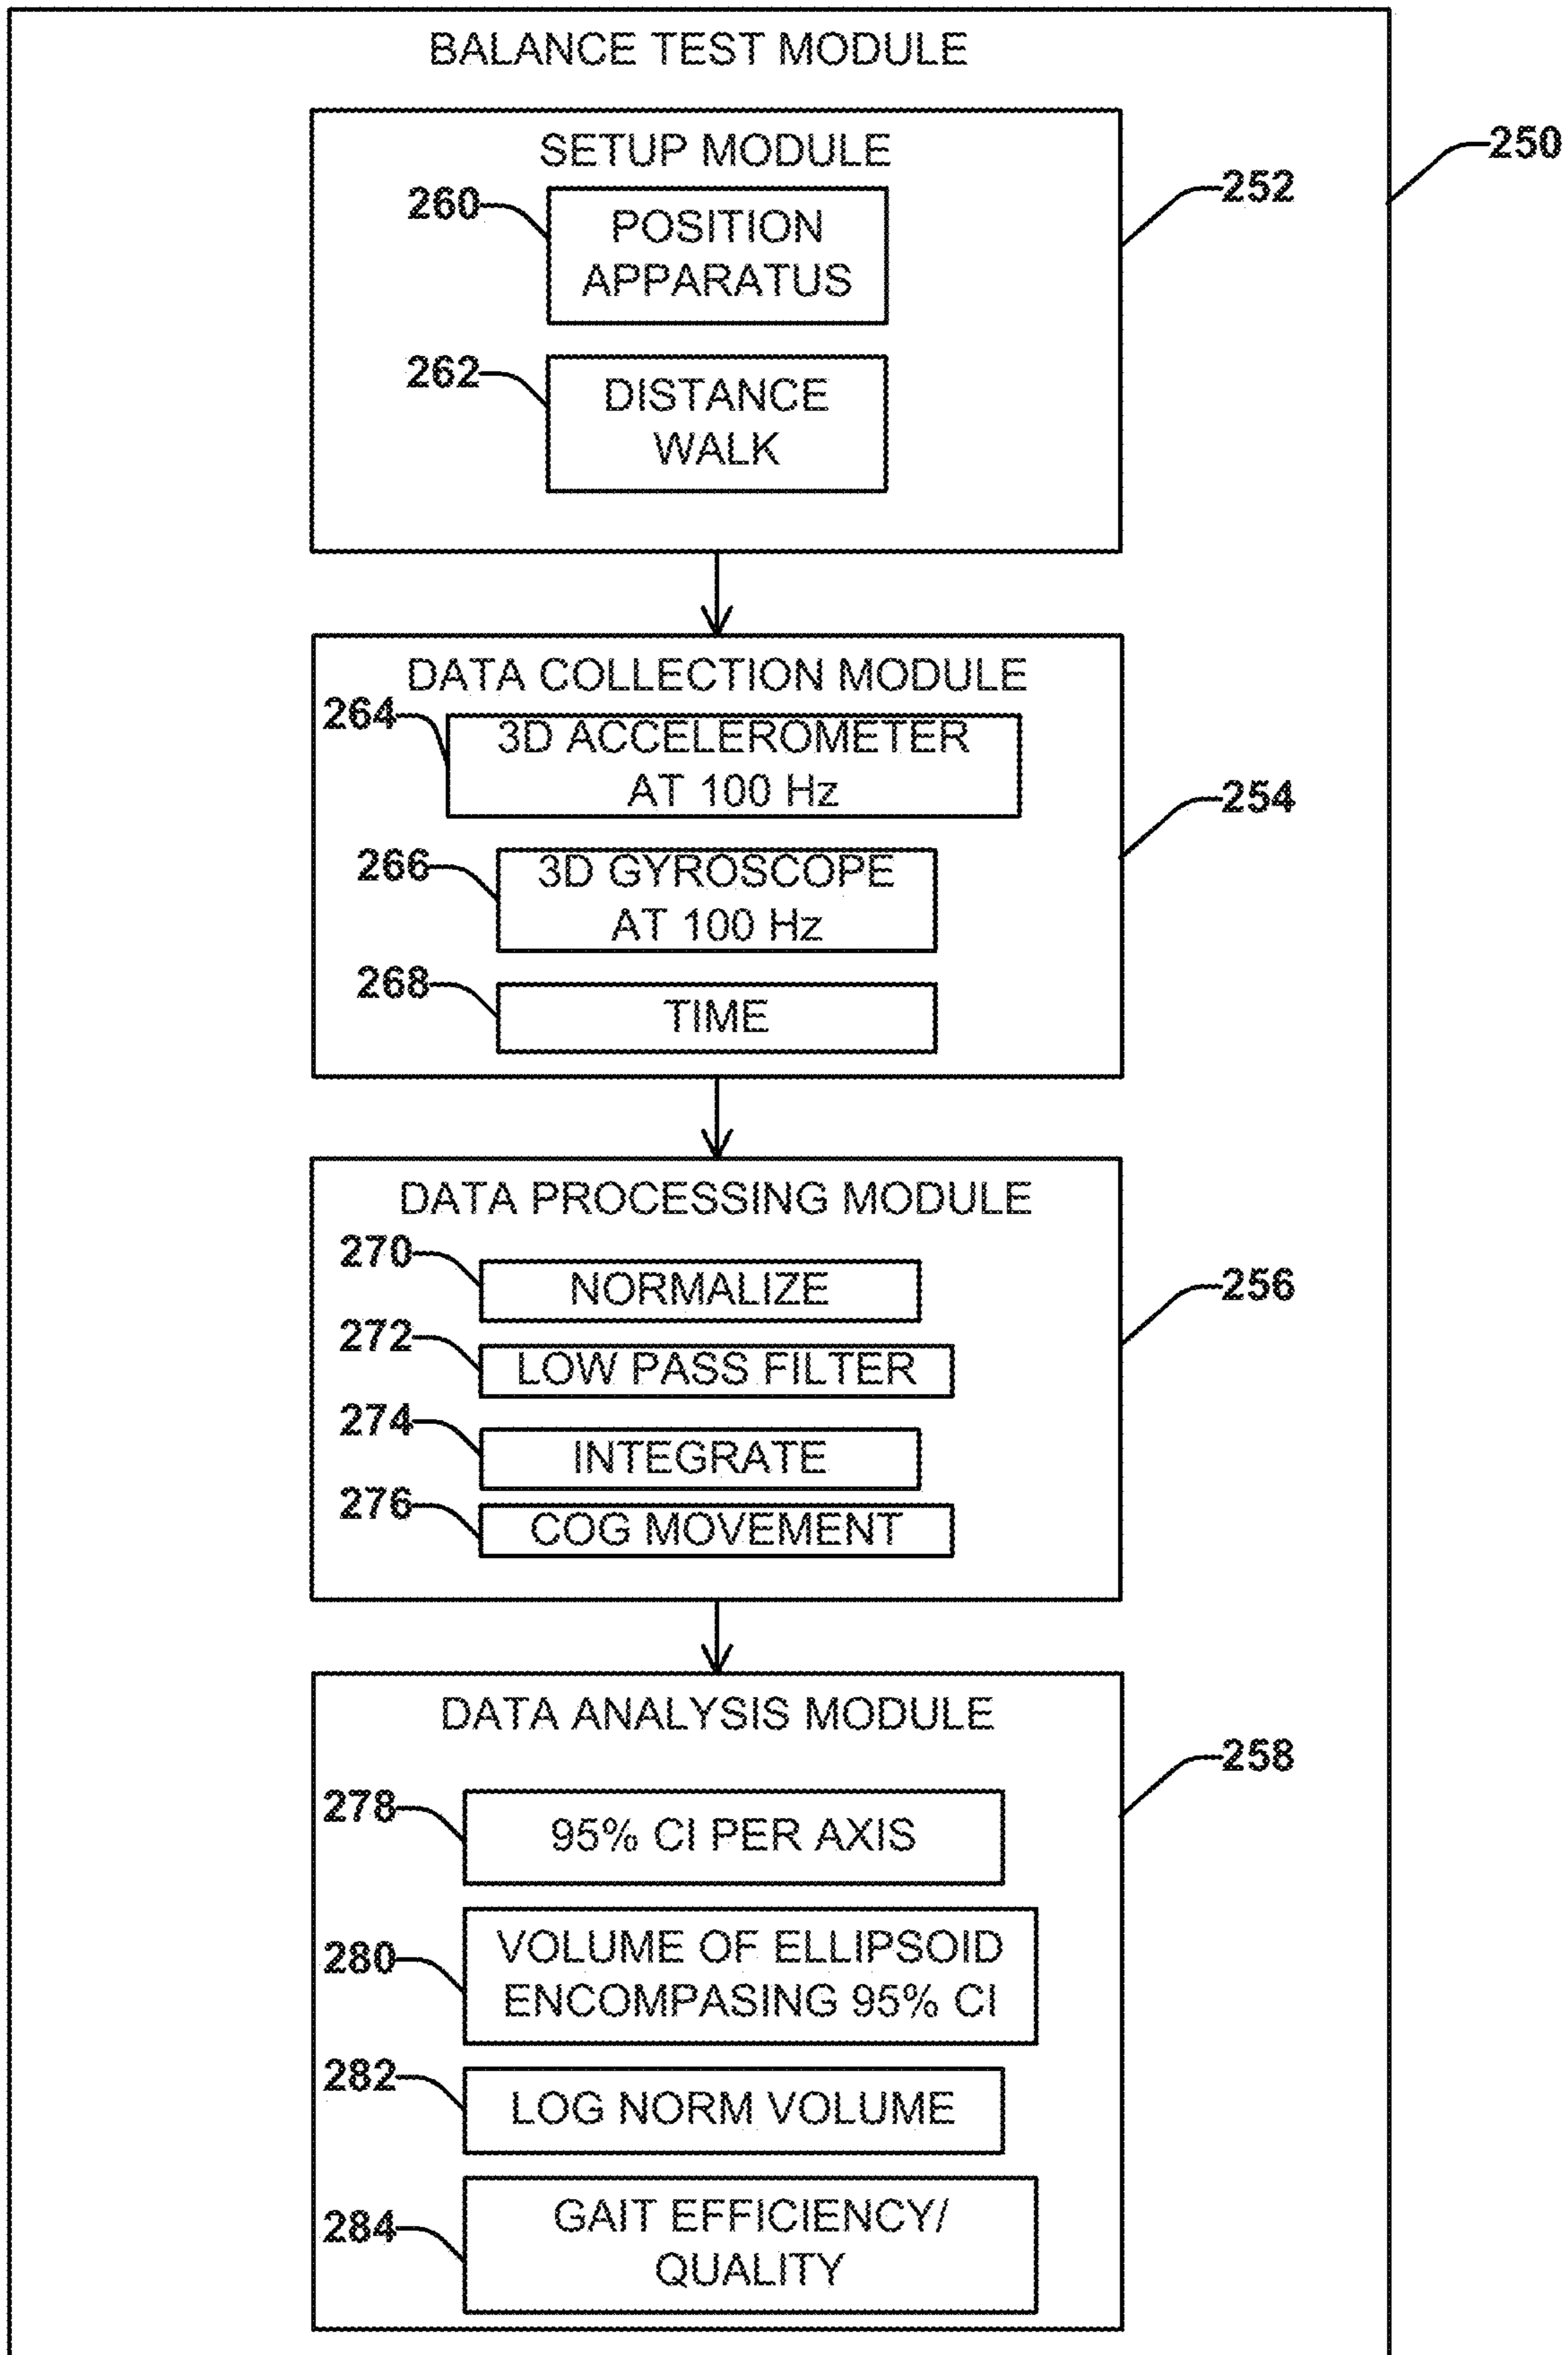 BALANCE TEST MODULE
250
SETUP MODULE
252
260
POSITION
APPARATUS
262
DISTANCE
WALK
DATA COLLECTION MODULE
264
3D ACCELEROMETER
AT 100 Hz
254
266
3D GYROSCOPE
AT 100 Hz
268
TIME
DATA PROCESSING MODULE
270
NORMALIZE
256
272
LOW PASS FILTER
274
INTEGRATE
276
COG MOVEMENT
DATA ANALYSIS MODULE
258
278
95% CI PER AXIS
280
VOLUME OF ELLIPSOID
ENCOMPASING 95% CI
282
LOG NORM VOLUME
284
GAIT EFFICIENCY/
QUALITY